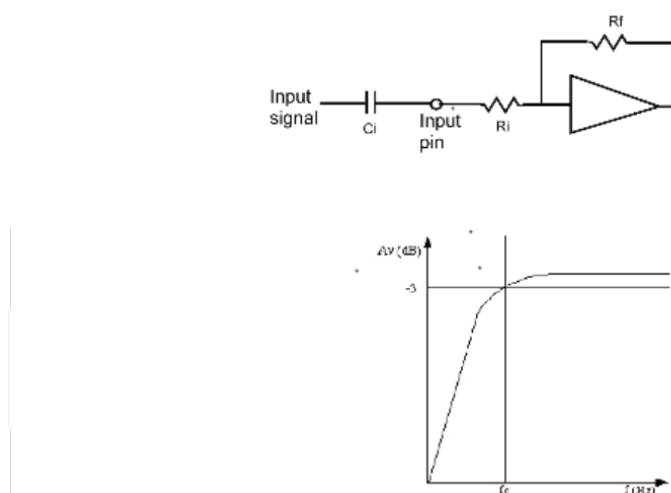 Rf
Input
signal
Ci
Input
pin
Ri
Av (dB)
-3
fc
f (Hz)